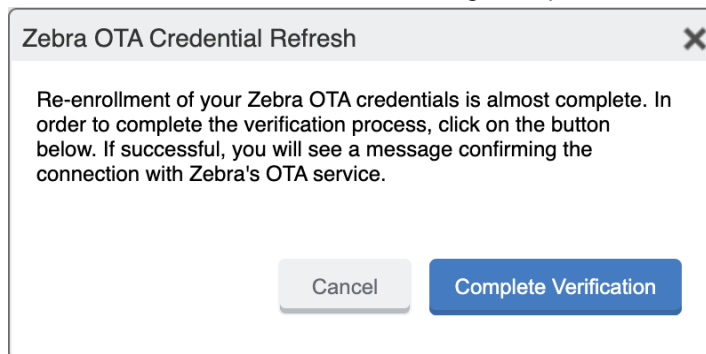 Zebra OTA Credential Refresh
Re-enrollment of your Zebra OTA credentials is almost complete. In
order to complete the verification process, click on the button
below. If successful, you will see a message confirming the
connection with Zebra's OTA service.
Cancel
Complete Verification